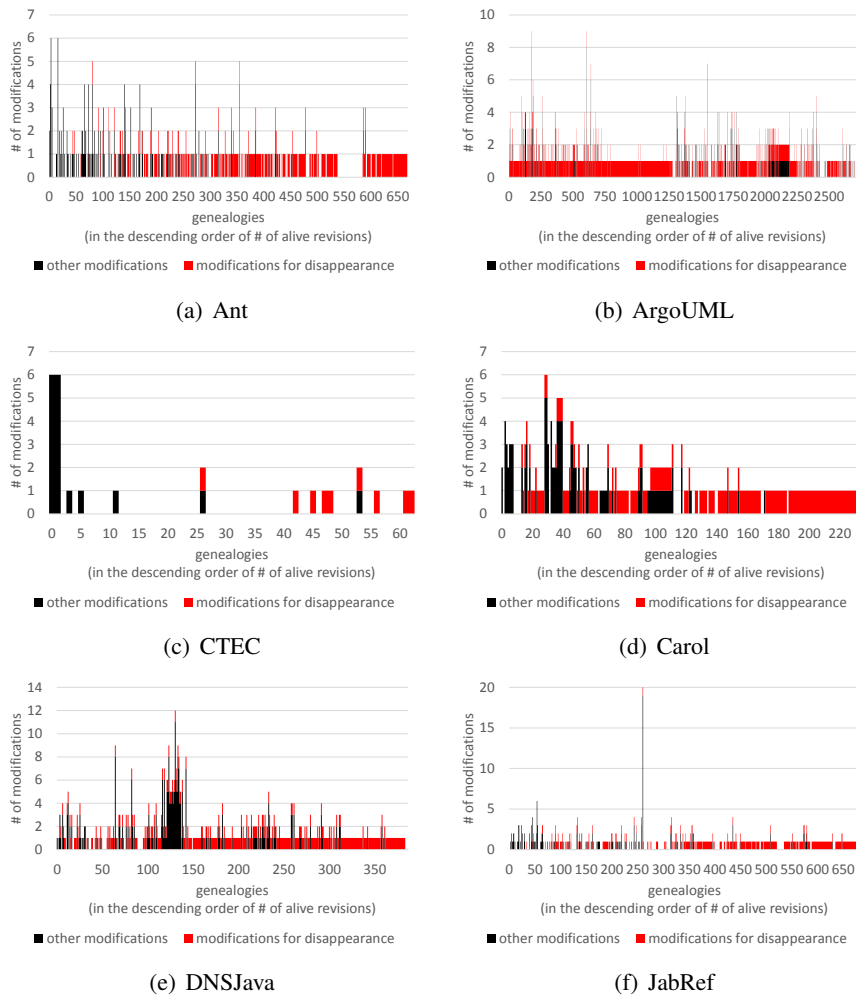 7
6
5
4
3
2
1
0
# of modifications
0 50 100 150 200 250 300 350 400 450 500 550 600 650
genealogies
(in the descending order of # of alive revisions)
other modifications modifications for disappearance
(a) Ant
10
8
6
4
2
0
# of modifications
0 250 500 750 1000 1250 1500 1750 2000 2250 2500
genealogies
(in the descending order of # of alive revisions)
other modifications modifications for disappearance
(b) ArgoUML
7
6
5
4
3
2
1
0
# of modifications
0 5 10 15 20 25 30 35 40 45 50 55 60
genealogies
(in the descending order of # of alive revisions)
other modifications modifications for disappearance
(c) CTEC
7
6
5
4
3
2
1
0
# of modifications
0 20 40 60 80 100 120 140 160 180 200 220
genealogies
(in the descending order of # of alive revisions)
other modifications modifications for disappearance
(d) Carol
14
12
10
8
6
4
2
0
# of modifications
0 50 100 150 200 250 300 350
genealogies
(in the descending order of # of alive revisions)
other modifications modifications for disappearance
(e) DNSJava
20
15
10
5
0
# of modifications
0 50 100 150 200 250 300 350 400 450 500 550 600 650
genealogies
(in the descending order of # of alive revisions)
other modifications modifications for disappearance
(f) JabRef